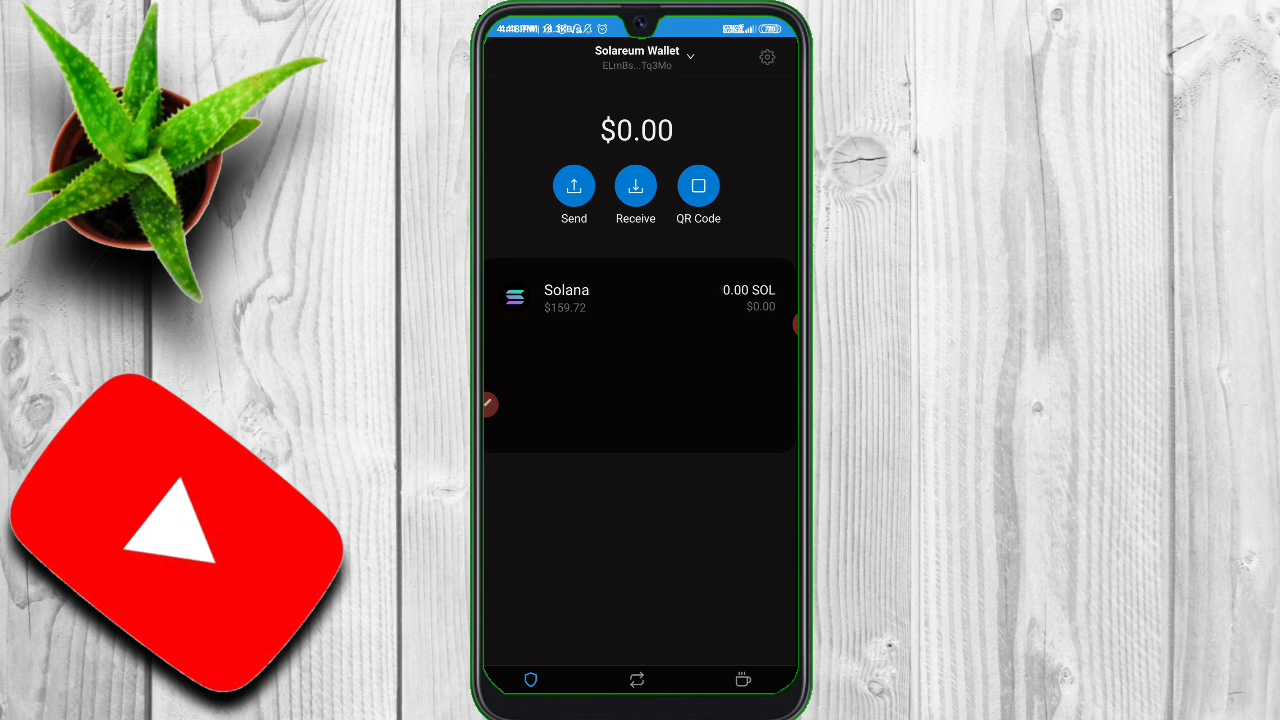 Solareum Wallet
ELmBs...Tq3Mo
$0.00
Send
Receive
QR Code
Solana
0.00 SOL
$159.72
$0.00